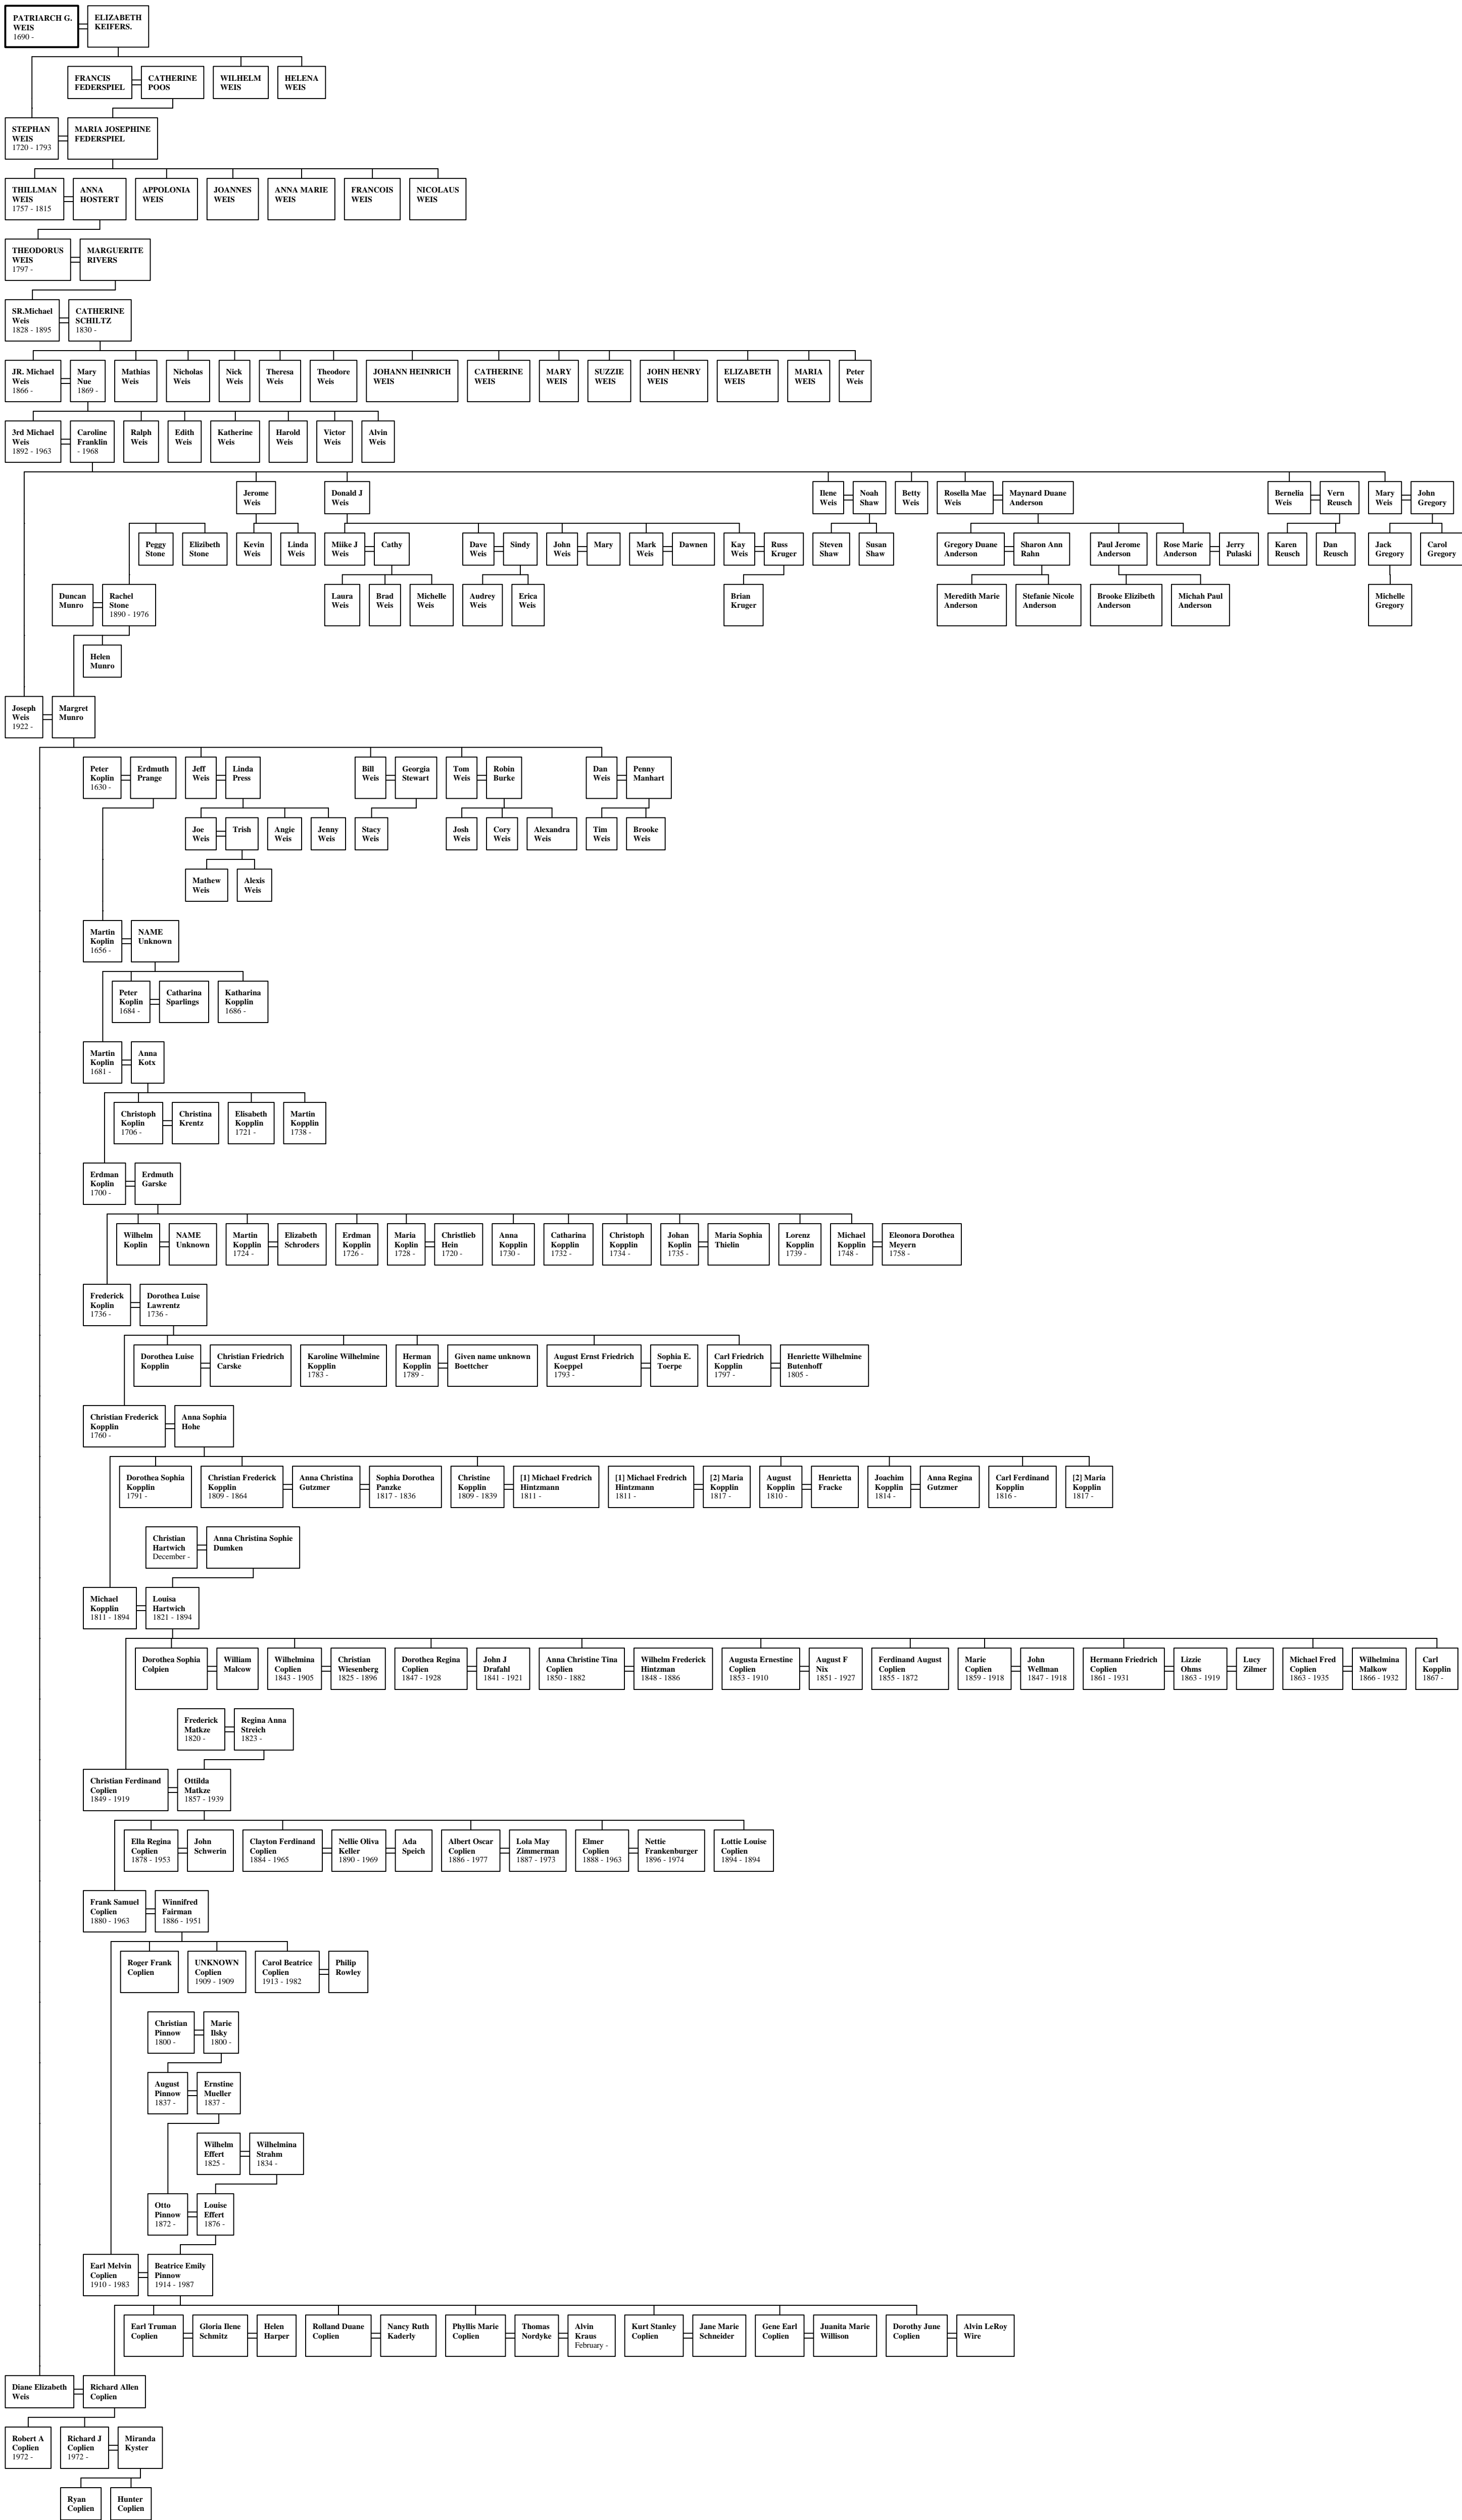 PATRIARCH G.
WEIS
1690 -
ELIZABETH
KEIFERS.
FRANCIS
FEDERSPIEL
CATHERINE
POOS
WILHELM
WEIS
HELENA
WEIS
STEPHAN
WEIS
1720 - 1793
MARIA JOSEPHINE
FEDERSPIEL
THILLMAN
WEIS
1757 - 1815
ANNA
HOSTERT
APPOLONIA
WEIS
JOANNES
WEIS
ANNA MARIE
WEIS
FRANCOIS
WEIS
NICOLAUS
WEIS
THEODORUS
WEIS
1797 -
MARGUERITE
RIVERS
SR.Michael
Weis
1828 - 1895
CATHERINE
SCHILTZ
1830 -
JR. Michael
Weis
1866 -
Mary
Nue
1869 -
Mathias
Weis
Nicholas
Weis
Nick
Weis
Theresa
Weis
Theodore
Weis
JOHANN HEINRICH
WEIS
CATHERINE
WEIS
MARY
WEIS
SUZZIE
WEIS
JOHN HENRY
WEIS
ELIZABETH
WEIS
MARIA
WEIS
Peter
Weis
3rd Michael
Weis
1892 - 1963
Caroline
Franklin
- 1968
Ralph
Weis
Edith
Weis
Katherine
Weis
Harold
Weis
Victor
Weis
Alvin
Weis
Jerome
Weis
Donald J
Weis
Ilene
Weis
Noah
Shaw
Betty
Weis
Rosella Mae
Weis
Maynard Duane
Anderson
Bernelia
Weis
Vern
Reusch
Mary
Weis
John
Gregory
Peggy
Stone
Elizibeth
Stone
Kevin
Weis
Linda
Weis
Miike J
Weis
Cathy
Dave
Weis
Sindy
John
Weis
Mary
Mark
Weis
Dawnen
Kay
Weis
Russ
Kruger
Steven
Shaw
Susan
Shaw
Gregory Duane
Anderson
Sharon Ann
Rahn
Paul Jerome
Anderson
Rose Marie
Anderson
Jerry
Pulaski
Karen
Reusch
Dan
Reusch
Jack
Gregory
Carol
Gregory
Duncan
Munro
Rachel
Stone
1890 - 1976
Laura
Weis
Brad
Weis
Michelle
Weis
Audrey
Weis
Erica
Weis
Brian
Kruger
Meredith Marie
Anderson
Stefanie Nicole
Anderson
Brooke Elizibeth
Anderson
Michah Paul
Anderson
Michelle
Gregory
Helen
Munro
Joseph
Weis
1922 -
Margret
Munro
Peter
Koplin
1630 -
Erdmuth
Prange
Jeff
Weis
Linda
Press
Bill
Weis
Georgia
Stewart
Tom
Weis
Robin
Burke
Dan
Weis
Penny
Manhart
Joe
Weis
Trish
Angie
Weis
Jenny
Weis
Stacy
Weis
Josh
Weis
Cory
Weis
Alexandra
Weis
Tim
Weis
Brooke
Weis
Mathew
Weis
Alexis
Weis
Martin
Koplin
1656 -
NAME
Unknown
Peter
Koplin
1684 -
Catharina
Sparlings
Katharina
Kopplin
1686 -
Martin
Koplin
1681 -
Anna
Kotx
Christoph
Koplin
1706 -
Christina
Krentz
Elisabeth
Kopplin
1721 -
Martin
Kopplin
1738 -
Erdman
Koplin
1700 -
Erdmuth
Garske
Wilhelm
Koplin
NAME
Unknown
Martin
Kopplin
1724 -
Elizabeth
Schroders
Erdman
Kopplin
1726 -
Maria
Koplin
1728 -
Christlieb
Hein
1720 -
Anna
Kopplin
1730 -
Catharina
Kopplin
1732 -
Christoph
Kopplin
1734 -
Johan
Koplin
1735 -
Maria Sophia
Thielin
Lorenz
Kopplin
1739 -
Michael
Kopplin
1748 -
Eleonora Dorothea
Meyern
1758 -
Frederick
Koplin
1736 -
Dorothea Luise
Lawrentz
1736 -
Dorothea Luise
Kopplin
Christian Friedrich
Carske
Karoline Wilhelmine
Kopplin
1783 -
Herman
Kopplin
1789 -
Given name unknown
Boettcher
August Ernst Friedrich
Koeppel
1793 -
Sophia E.
Toerpe
Carl Friedrich
Kopplin
1797 -
Henriette Wilhelmine
Butenhoff
1805 -
Christian Frederick
Kopplin
1760 -
Anna Sophia
Hohe
Dorothea Sophia
Kopplin
1791 -
Christian Frederick
Kopplin
1809 - 1864
Anna Christina
Gutzmer
Sophia Dorothea
Panzke
1817 - 1836
Christine
Kopplin
1809 - 1839
[1] Michael Fredrich
Hintzmann
1811 -
[1] Michael Fredrich
Hintzmann
1811 -
[2] Maria
Kopplin
1817 -
August
Kopplin
1810 -
Henrietta
Fracke
Joachim
Kopplin
1814 -
Anna Regina
Gutzmer
Carl Ferdinand
Kopplin
1816 -
[2] Maria
Kopplin
1817 -
Christian
Hartwich
December -
Anna Christina Sophie
Dumken
Michael
Kopplin
1811 - 1894
Louisa
Hartwich
1821 - 1894
Dorothea Sophia
Colpien
William
Malcow
Wilhelmina
Coplien
1843 - 1905
Christian
Wiesenberg
1825 - 1896
Dorothea Regina
Coplien
1847 - 1928
John J
Drafahl
1841 - 1921
Anna Christine Tina
Coplien
1850 - 1882
Wilhelm Frederick
Hintzman
1848 - 1886
Augusta Ernestine
Coplien
1853 - 1910
August F
Nix
1851 - 1927
Ferdinand August
Coplien
1855 - 1872
Marie
Coplien
1859 - 1918
John
Wellman
1847 - 1918
Hermann Friedrich
Coplien
1861 - 1931
Lizzie
Ohms
1863 - 1919
Lucy
Zilmer
Michael Fred
Coplien
1863 - 1935
Wilhelmina
Malkow
1866 - 1932
Carl
Kopplin
1867 -
Frederick
Matkze
1820 -
Regina Anna
Streich
1823 -
Christian Ferdinand
Coplien
1849 - 1919
Ottilda
Matkze
1857 - 1939
Ella Regina
Coplien
1878 - 1953
John
Schwerin
Clayton Ferdinand
Coplien
1884 - 1965
Nellie Oliva
Keller
1890 - 1969
Ada
Speich
Albert Oscar
Coplien
1886 - 1977
Lola May
Zimmerman
1887 - 1973
Elmer
Coplien
1888 - 1963
Nettie
Frankenburger
1896 - 1974
Lottie Louise
Coplien
1894 - 1894
Frank Samuel
Coplien
1880 - 1963
Winnifred
Fairman
1886 - 1951
Roger Frank
Coplien
UNKNOWN
Coplien
1909 - 1909
Carol Beatrice
Coplien
1913 - 1982
Philip
Rowley
Christian
Pinnow
1800 -
Marie
Ilsky
1800 -
August
Pinnow
1837 -
Ernstine
Mueller
1837 -
Wilhelm
Effert
1825 -
Wilhelmina
Strahm
1834 -
Otto
Pinnow
1872 -
Louise
Effert
1876 -
Earl Melvin
Coplien
1910 - 1983
Beatrice Emily
Pinnow
1914 - 1987
Earl Truman
Coplien
Gloria Ilene
Schmitz
Helen
Harper
Rolland Duane
Coplien
Nancy Ruth
Kaderly
Phyllis Marie
Coplien
Thomas
Nordyke
Alvin
Kraus
February -
Kurt Stanley
Coplien
Jane Marie
Schneider
Gene Earl
Coplien
Juanita Marie
Willison
Dorothy June
Coplien
Alvin LeRoy
Wire
Diane Elizabeth
Weis
Richard Allen
Coplien
Robert A
Coplien
1972 -
Richard J
Coplien
1972 -
Miranda
Kyster
Ryan
Coplien
Hunter
Coplien